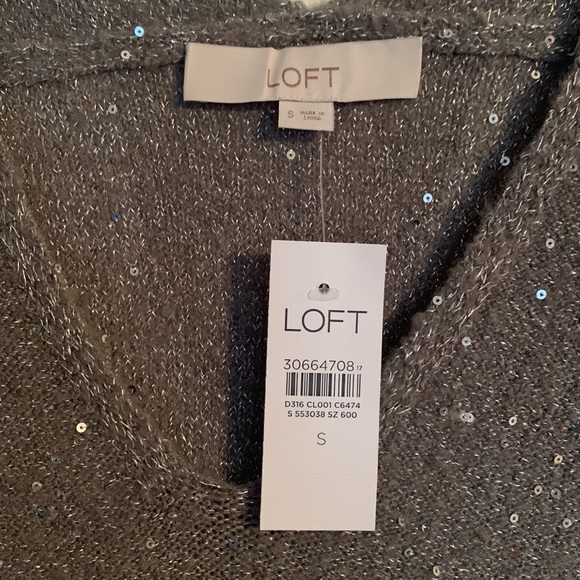 LOFT
S MADE IN
CHINA
LOFT
30664708 17
D316 CL001 C6474
S 553038 SZ 600
S